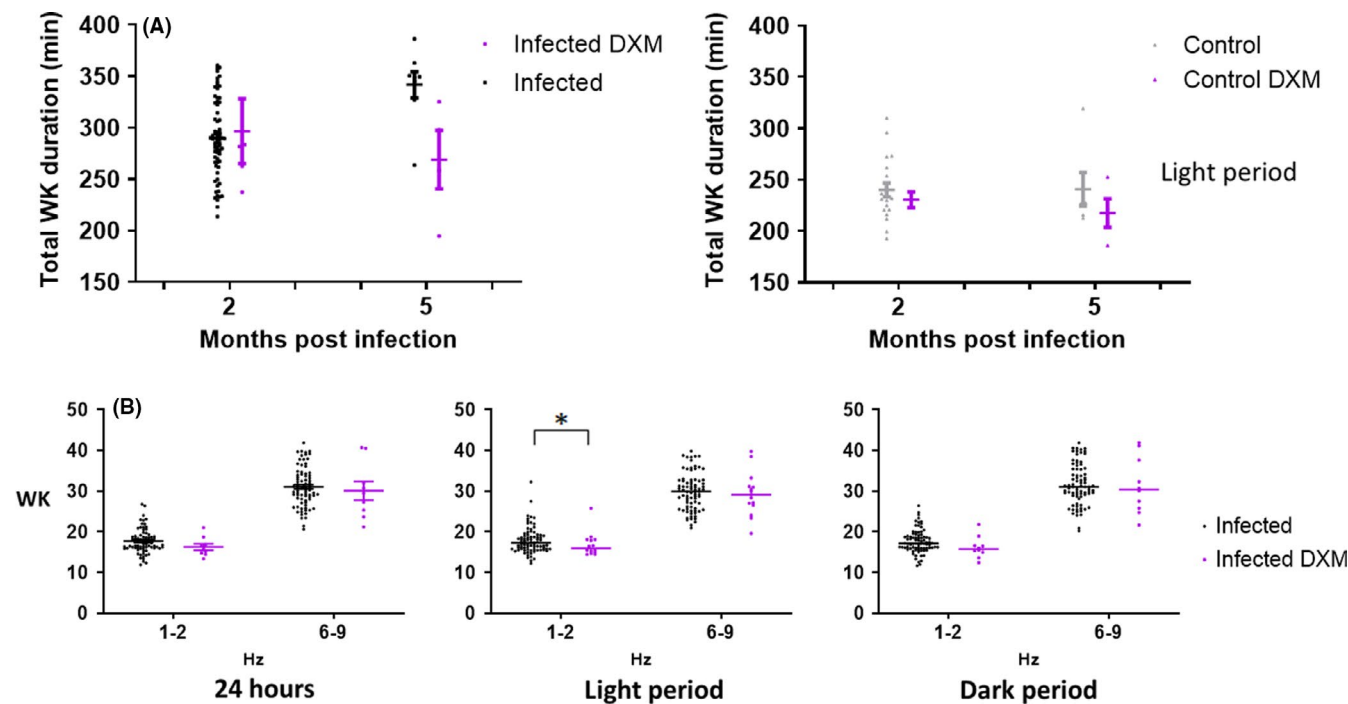 (A)
Total WK duration (min)
400
350
300
250
200
150
2
5
Months post infection
Infected DXM
Infected
Total WK duration (min)
400
350
300
250
200
150
2
5
Months post infection
Control
Control DXM
Light period
(B)
WK
50
40
30
20
10
0
1-2
6-9
Hz
24 hours
50
40
30
20
10
0
*
1-2
6-9
Hz
Light period
50
40
30
20
10
0
1-2
6-9
Hz
Dark period
Infected
Infected DXM